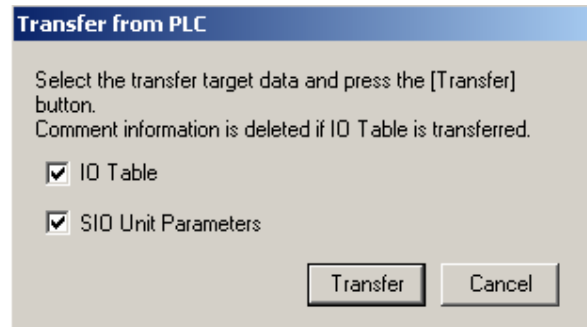 Transfer from PLC
Select the transfer target data and press the [Transfer]
button.
Comment information is deleted if IO Table is transferred.
IO Table
SIO Unit Parameters
Transfer Cancel